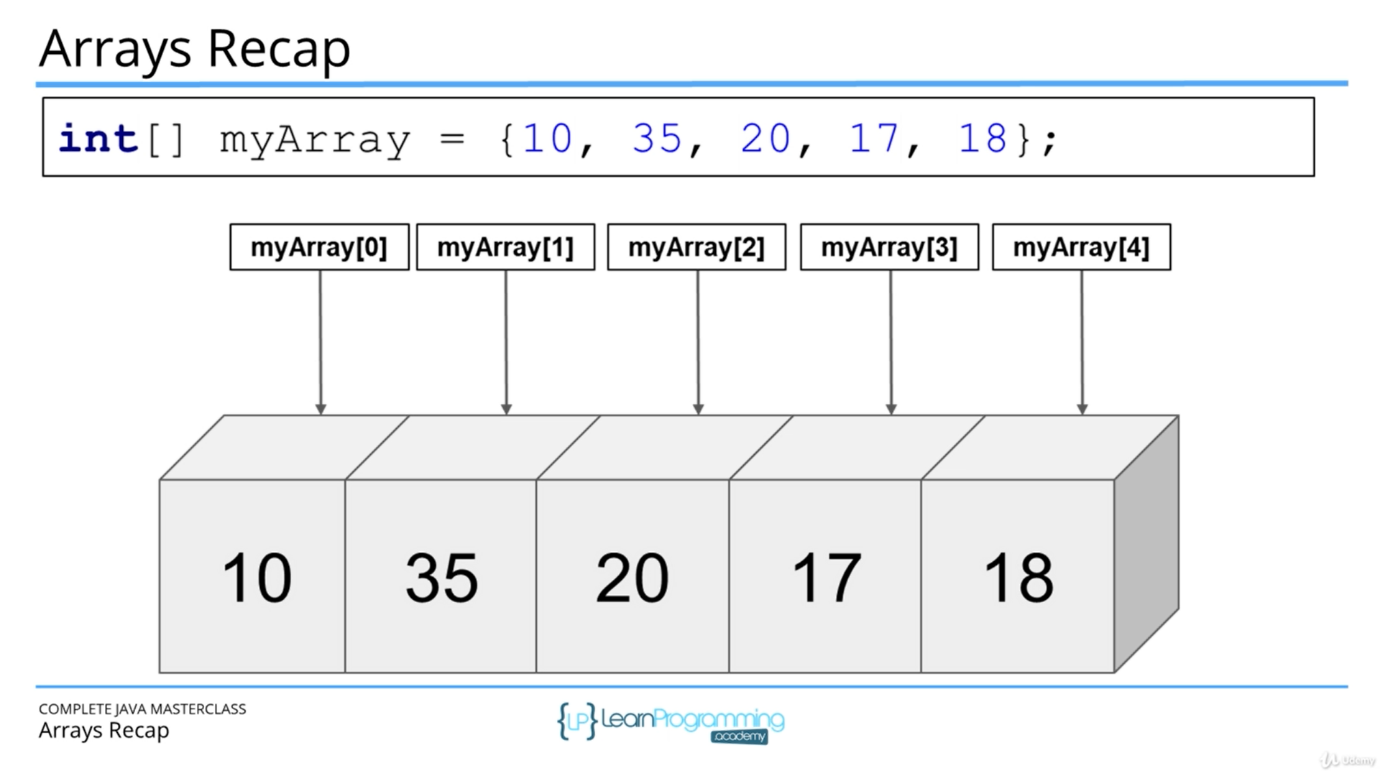 Arrays Recap
int[] myArray = {10, 35, 20, 17, 18};
myArray[0] myArray[1] myArray[2] myArray[3] myArray[4]
10 35 20 17 18
COMPLETE JAVA MASTERCLASS
Arrays Recap
{LP} LearnProgramming
.academy
Udemy